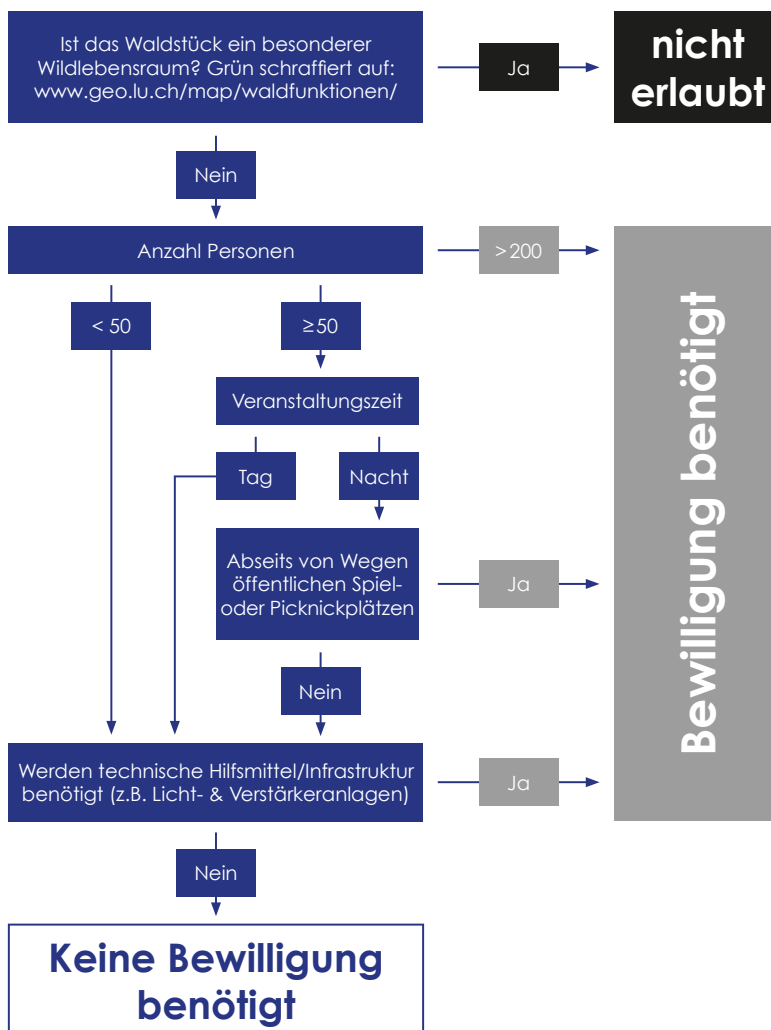 Ist das Waldstück ein besonderer
Wildlebensraum? Grün schraffiert auf:
www.geo.lu.ch/map/waldfunktionen/
Ja
nicht
erlaubt
Nein
Anzahl Personen
>200
Bewilligung benötigt
< 50
≥50
Veranstaltungszeit
Tag
Nacht
Abseits von Wegen
öffentlichen Spiel-
oder Picknickplätzen
Ja
Nein
Werden technische Hilfsmittel/Infrastruktur
benötigt (z.B. Licht- & Verstärkeranlagen)
Ja
Nein
Keine Bewilligung
benötigt